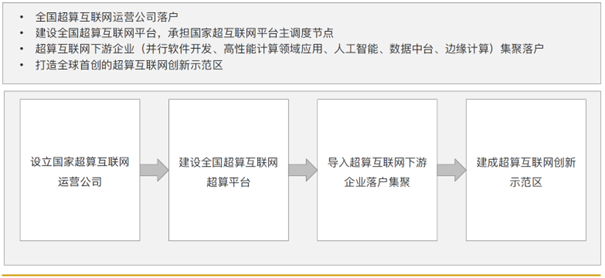 • 全国超算互联网运营公司落户
• 建设全国超算互联网平台，承担国家超互联网平台主调度节点
• 超算互联网下游企业（并行软件开发、高性能计算领域应用、人工智能、数据中台、边缘计算）集聚落户
• 打造全球首创的超算互联网创新示范区
设立国家超算互联网
运营公司
建设全国超算互联网
超算平台
导入超算互联网下游
企业落户集聚
建成超算互联网创新
示范区